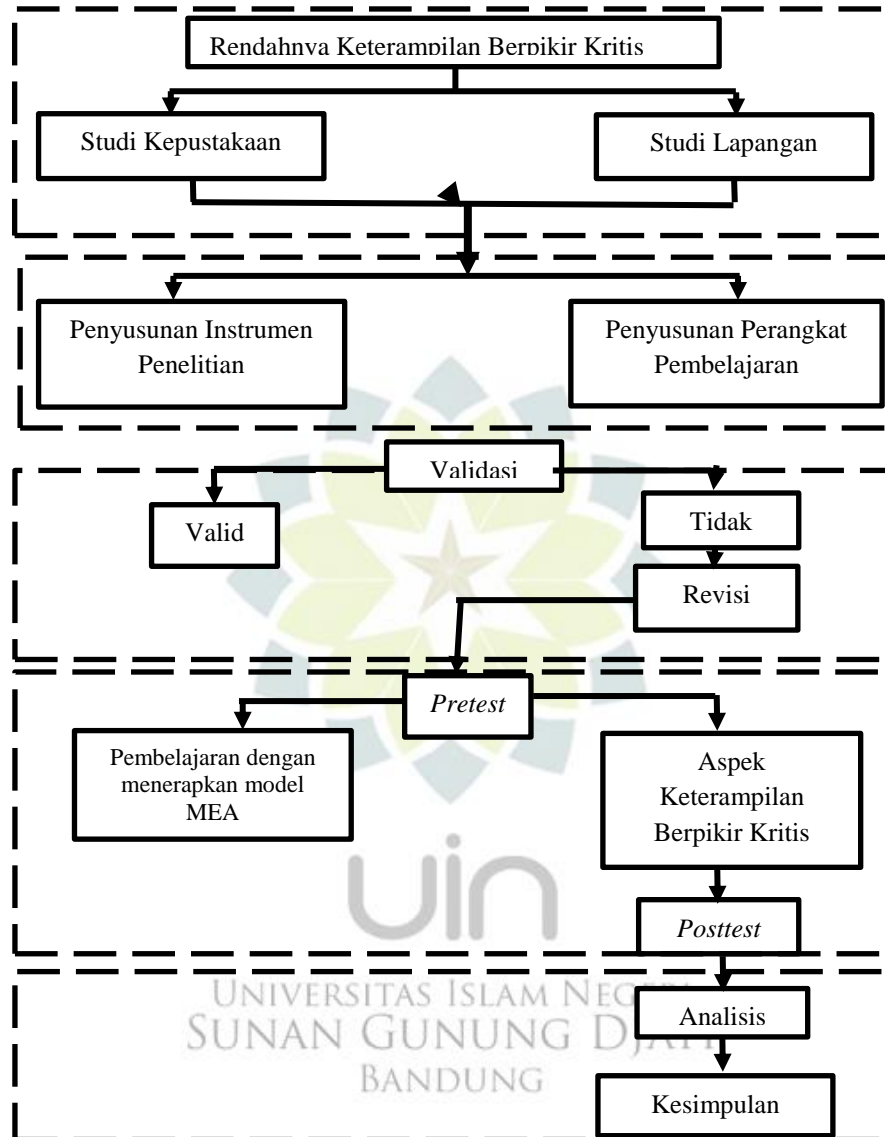 Rendahnya Keterampilan Berpikir Kritis
Studi Kepustakaan
Studi Lapangan
Penyusunan Instrumen
Penelitian
Penyusunan Perangkat
Pembelajaran
Validasi
Valid
Tidak
Revisi
Pretest
Pembelajaran dengan
menerapkan model
MEA
Aspek
Keterampilan
Berpikir Kritis
Posttest
uin
UNIVERSITAS ISLAM NEGERI
SUNAN GUNUNG DJATI
BANDUNG
Analisis
Kesimpulan